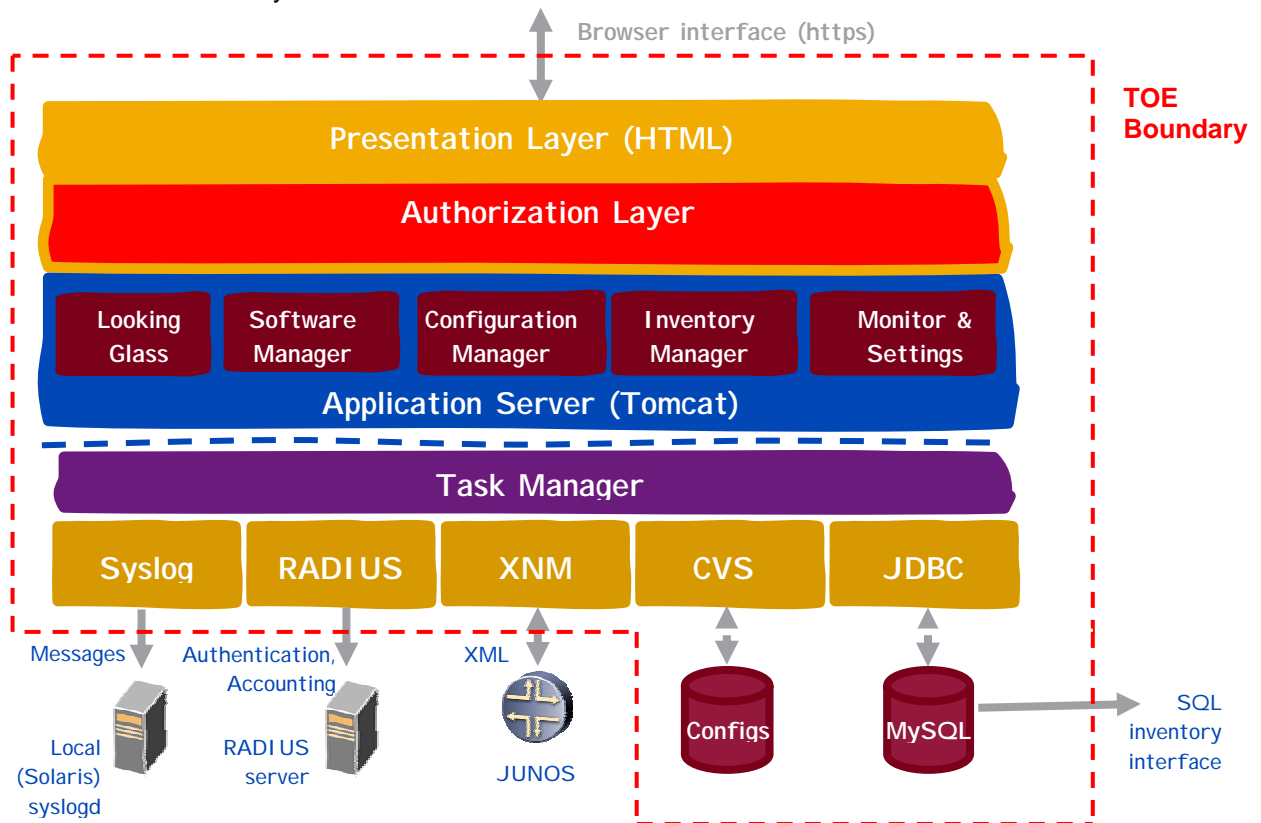 Browser interface (https)
TOE
Boundary
Presentation Layer (HTML)
Authorization Layer
Looking
Glass
Software
Manager
Configuration
Manager
Inventory
Manager
Monitor &
Settings
Application Server (Tomcat)
Task Manager
Syslog
RADIUS
XNM
CVS
JDBC
Messages
Authentication,
Accounting
XML
Local
(Solaris)
syslogd
RADIUS
server
JUNOS
Configs
MySQL
SQL
inventory
interface